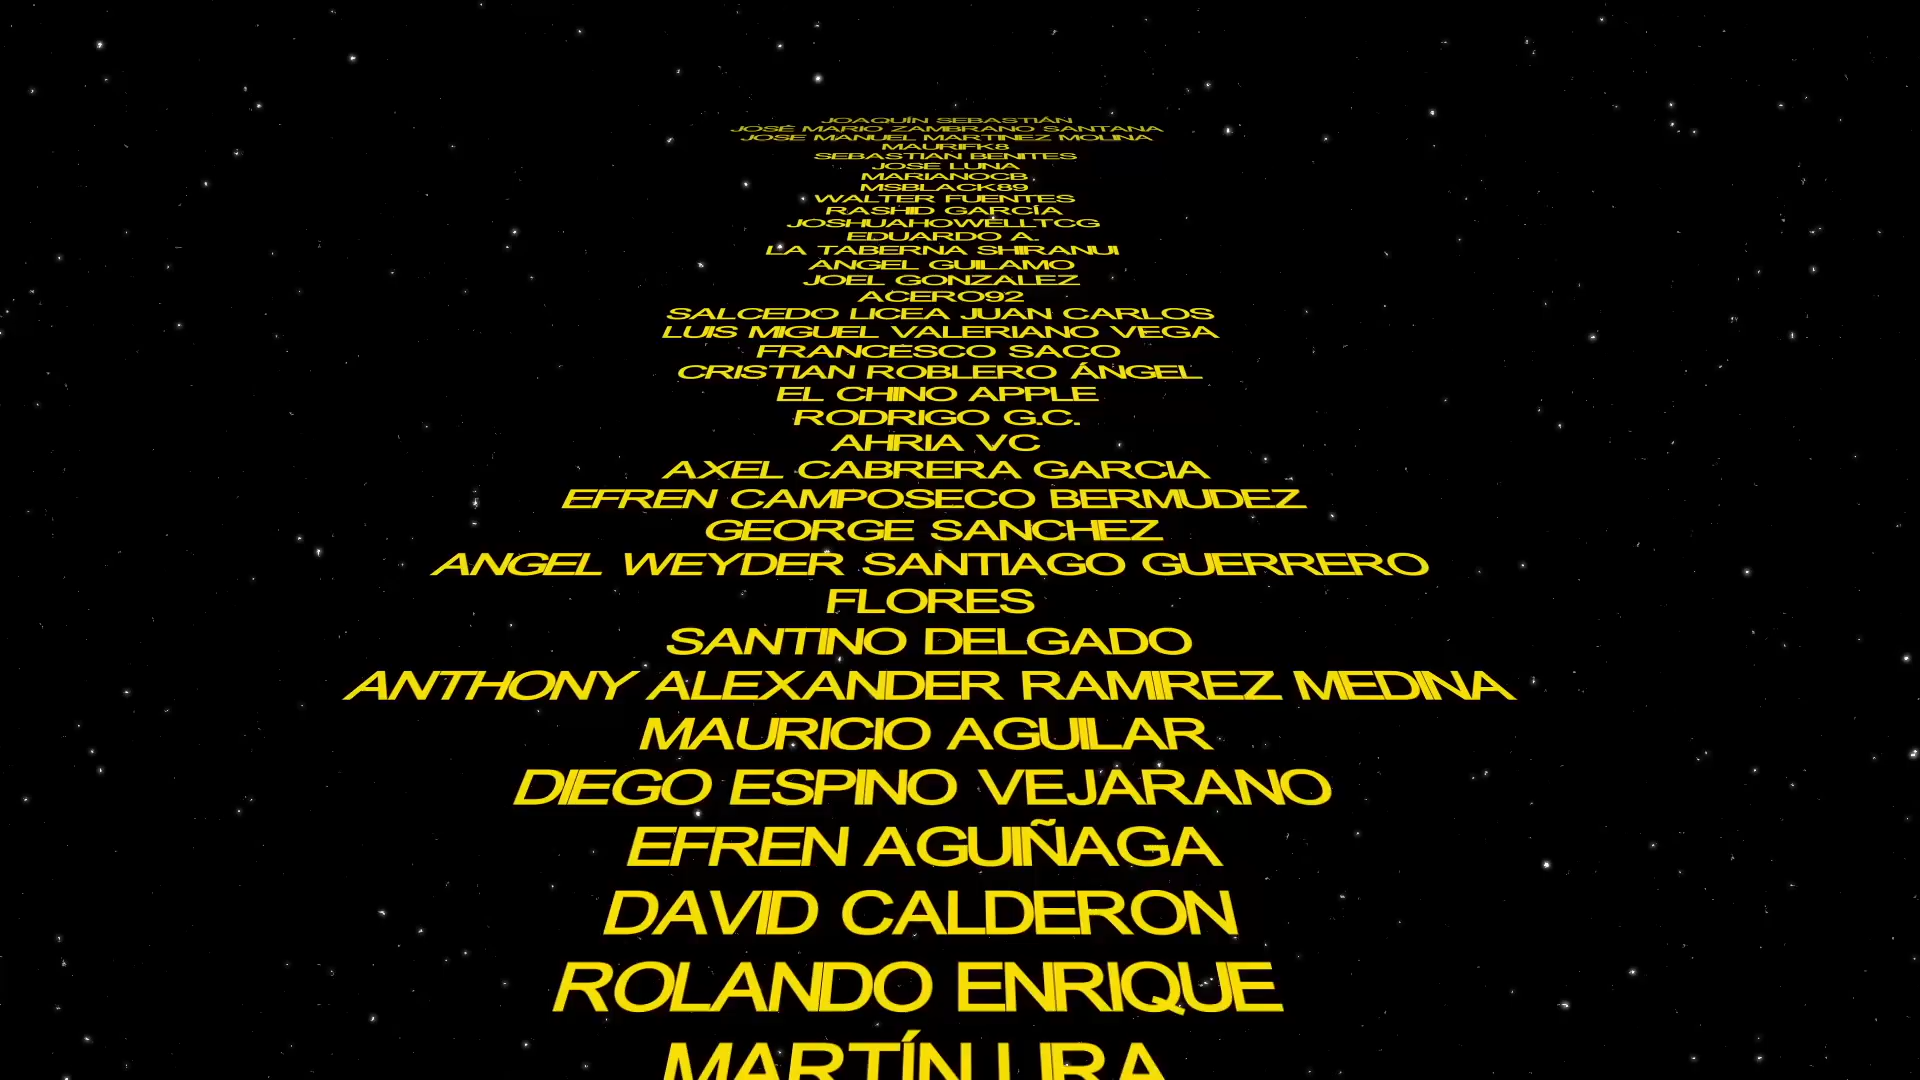 JOAQUÍN SEBASTIÁN
JOSÉ MARIO ZAMBRANO SANTANA
JOSE MANUEL MARTINEZ MOLINA
MAURIFK8
SEBASTIAN BENITES
JOSE LUNA
MARIANOCB
MSBLACK89
WALTER FUENTES
RASHID GARCÍA
JOSHUAHOWELLTCG
EDUARDO A.
LA TABERNA SHIRANUI
ANGEL GUILAMO
JOEL GONZALEZ
ACERO92
SALCEDO LICEA JUAN CARLOS
LUIS MIGUEL VALERIANO VEGA
FRANCESCO SACO
CRISTIAN ROBLERO ÁNGEL
EL CHINO APPLE
RODRIGO G.C.
AHRIA VC
AXEL CABRERA GARCIA
EFREN CAMPOSECO BERMUDEZ
GEORGE SANCHEZ
ANGEL WEYDER SANTIAGO GUERRERO
FLORES
SANTINO DELGADO
ANTHONY ALEXANDER RAMIREZ MEDINA
MAURICIO AGUILAR
DIEGO ESPINO VEJARANO
EFREN AGUIÑAGA
DAVID CALDERON
ROLANDO ENRIQUE
MARTÍN LIRA